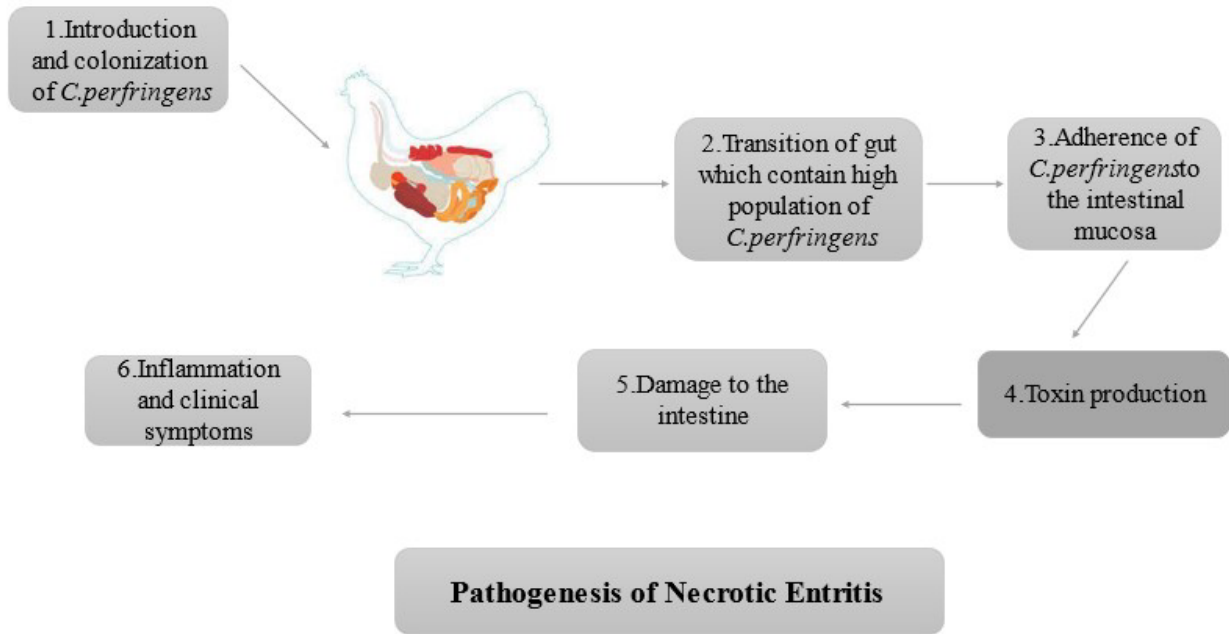 1.Introduction
and colonization
of C.perfringens
2.Transition of gut
which contain high
population of
C.perfringens
3.Adherence of
C.perfringensto
the intestinal
mucosa
4.Toxin production
5.Damage to the
intestine
6.Inflammation
and clinical
symptoms
Pathogenesis of Necrotic Entritis